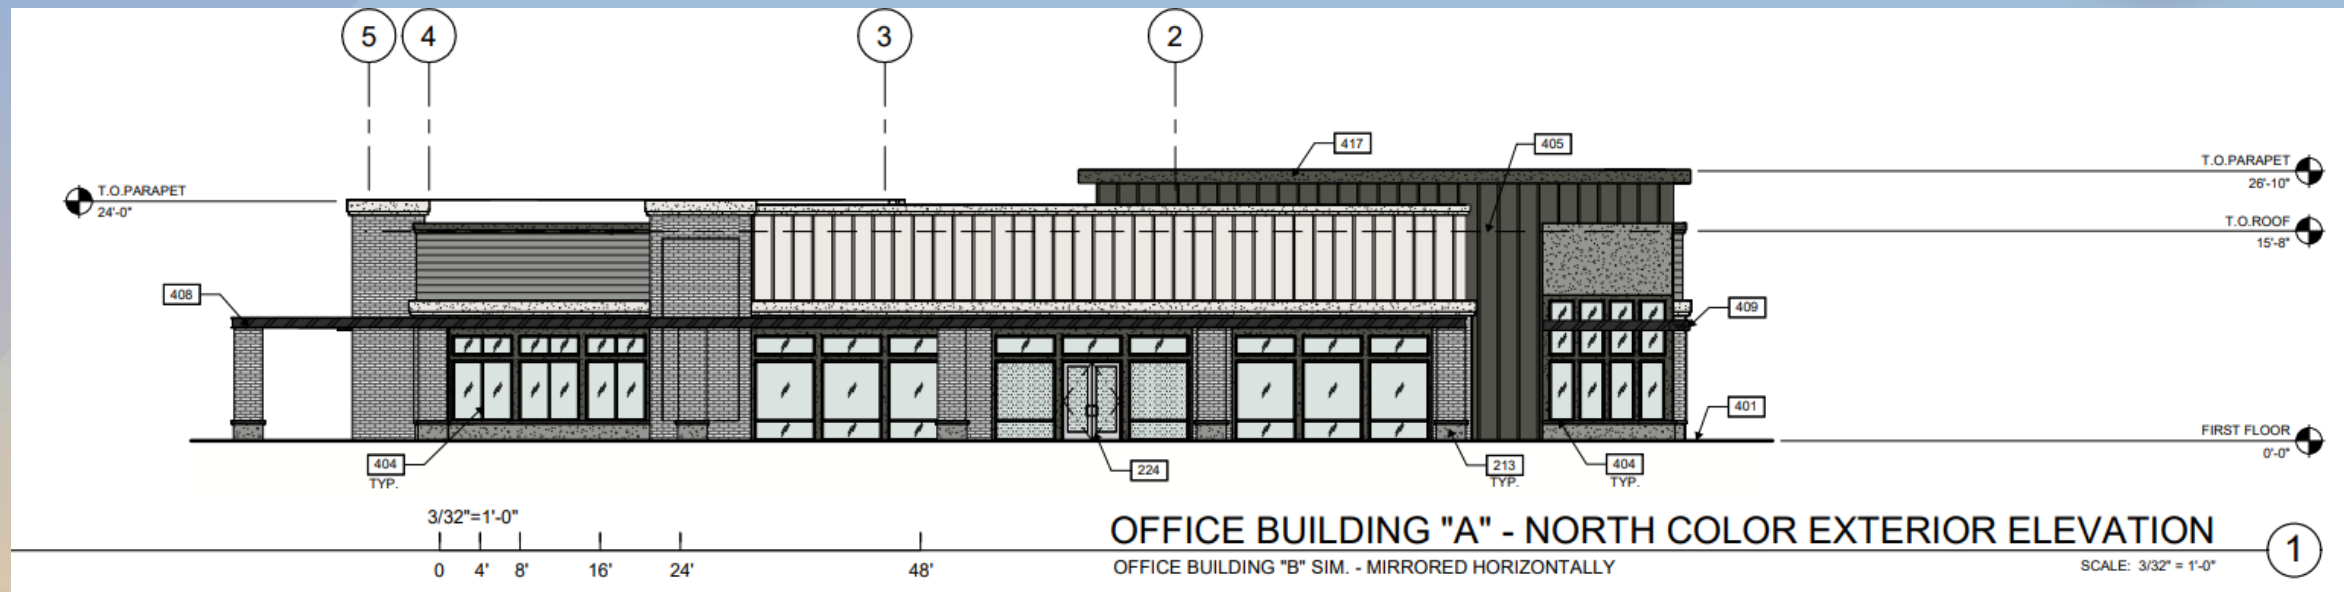 5
4
3
2
417
405
T.O.PARAPET
24'-0"
T.O.PARAPET
26'-10"
T.O.ROOF
15'-8"
408
409
401
FIRST FLOOR
0'-0"
404
TYP.
224
213
TYP.
404
TYP.
3/32"=1'-0"
0 4' 8' 16' 24' 48'
OFFICE BUILDING "A" - NORTH COLOR EXTERIOR ELEVATION
OFFICE BUILDING "B" SIM. - MIRRORED HORIZONTALLY
SCALE: 3/32" = 1'-0"
1